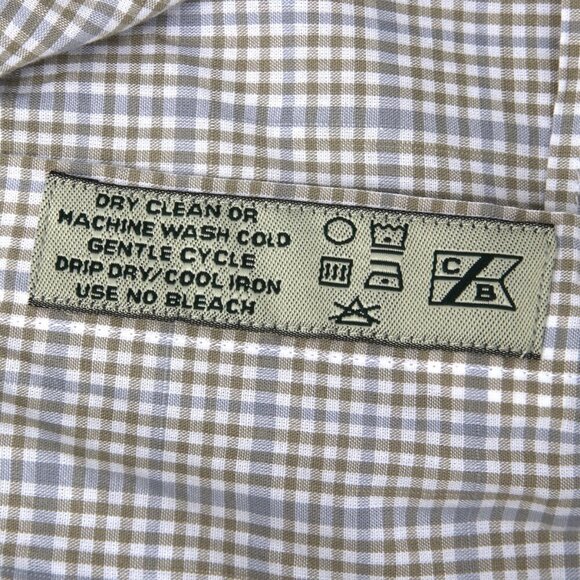 DRY CLEAN OR
MACHINE WASH COLD
GENTLE CYCLE
DRIP DRY/COOL IRON
USE NO BLEACH
C B